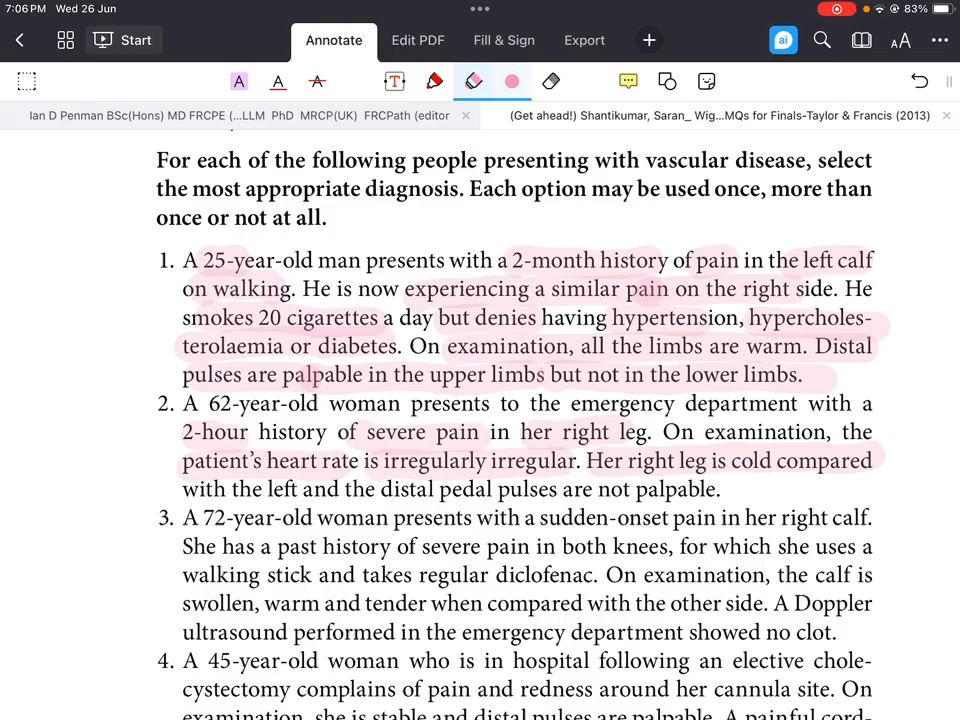 7:06 PM Wed 26 Jun
83%
Start
Annotate
Edit PDF
Fill & Sign
Export
ai
AA
A A A T
Ian D Penman BSc(Hons) MD FRCPE (...LLM PhD MRCP(UK) FRCPath (editor
(Get ahead!) Shantikumar, Saran_ Wig...MQs for Finals-Taylor & Francis (2013)
For each of the following people presenting with vascular disease, select
the most appropriate diagnosis. Each option may be used once, more than
once or not at all.
1. A 25-year-old man presents with a 2-month history of pain in the left calf
on walking. He is now experiencing a similar pain on the right side. He
smokes 20 cigarettes a day but denies having hypertension, hypercholes-
terolaemia or diabetes. On examination, all the limbs are warm. Distal
pulses are palpable in the upper limbs but not in the lower limbs.
2. A 62-year-old woman presents to the emergency department with a
2-hour history of severe pain in her right leg. On examination, the
patient's heart rate is irregularly irregular. Her right leg is cold compared
with the left and the distal pedal pulses are not palpable.
3. A 72-year-old woman presents with a sudden-onset pain in her right calf.
She has a past history of severe pain in both knees, for which she uses a
walking stick and takes regular diclofenac. On examination, the calf is
swollen, warm and tender when compared with the other side. A Doppler
ultrasound performed in the emergency department showed no clot.
4. A 45-year-old woman who is in hospital following an elective chole-
cystectomy complains of pain and redness around her cannula site. On
examination, she is stable and distal pulses are palpable. A painful cord-